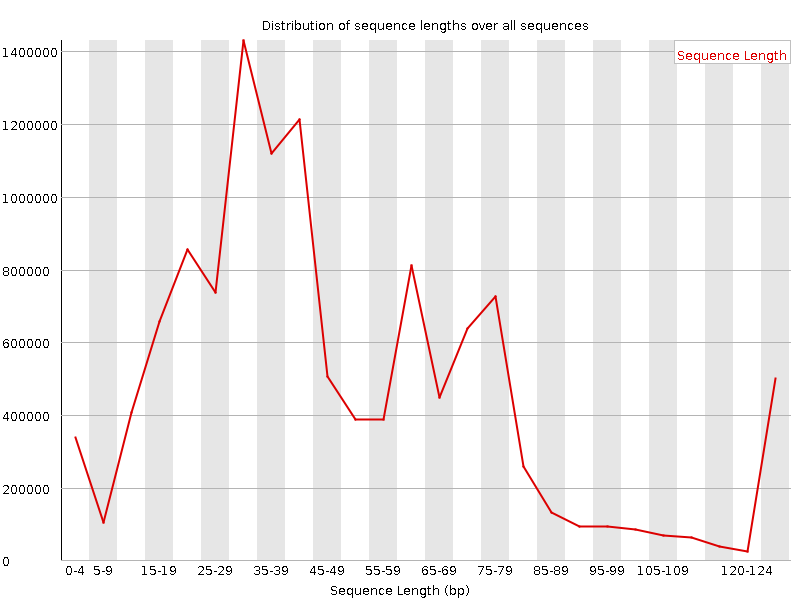 Distribution of sequence lengths over all sequences
Sequence Length
1400000
1200000
1000000
800000
600000
400000
200000
0
0-4 5-9 15-19 25-29 35-39 45-49 55-59 65-69 75-79 85-89 95-99 105-109 120-124
Sequence Length (bp)